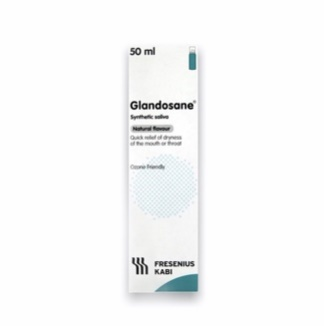 50 ml
Glandosane®
Synthetic saliva
Natural flavour
Quick relief of dryness
of the mouth or throat
Ozone Friendly
FRESENIUS
KABI